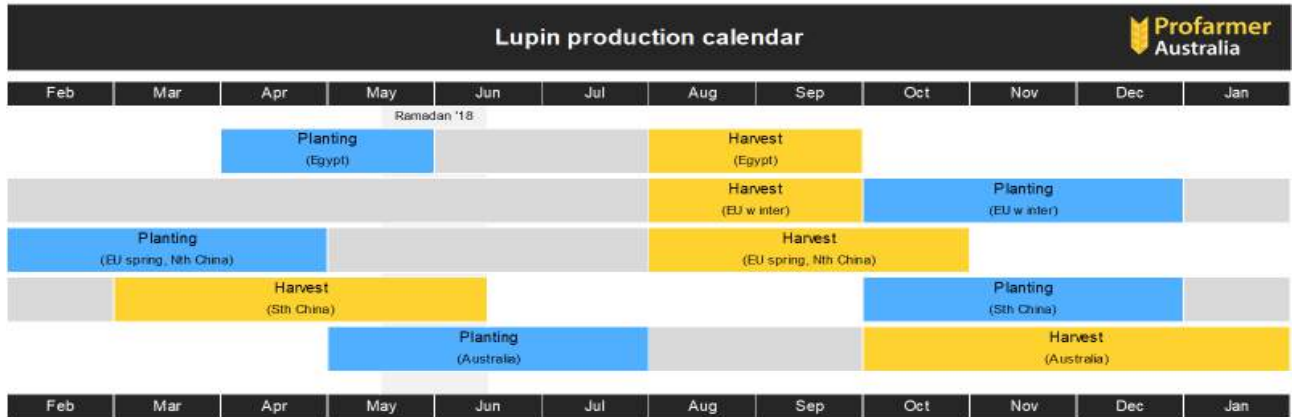 Lupin production calendar
Profarmer
Australia
Feb Mar Apr May Jun Jul Aug Sep Oct Nov Dec Jan
Ramadan '18
Planting Harvest
(Egypt) (Egypt)
Harvest Planting
(EU winter) (EU winter)
Planting Harvest
(EU spring, Nth China) (EU spring, Nth China)
Harvest Planting
(Sth China) (Sth China)
Planting Harvest
(Australia) (Australia)
Feb Mar Apr May Jun Jul Aug Sep Oct Nov Dec Jan